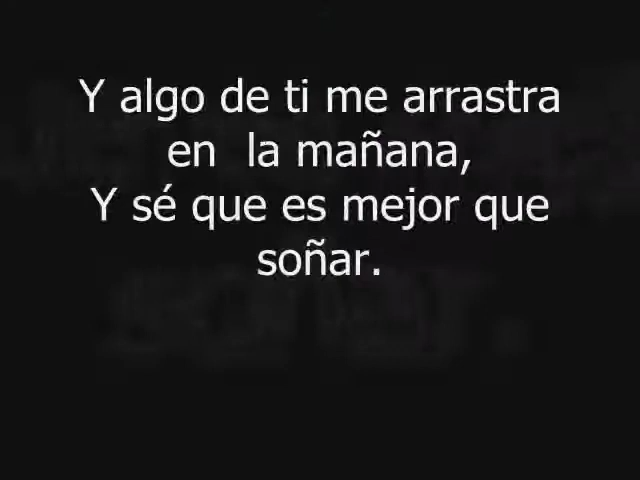 Y algo de ti me arrastra
en la mañana,
Y sé que es mejor que
soñar.